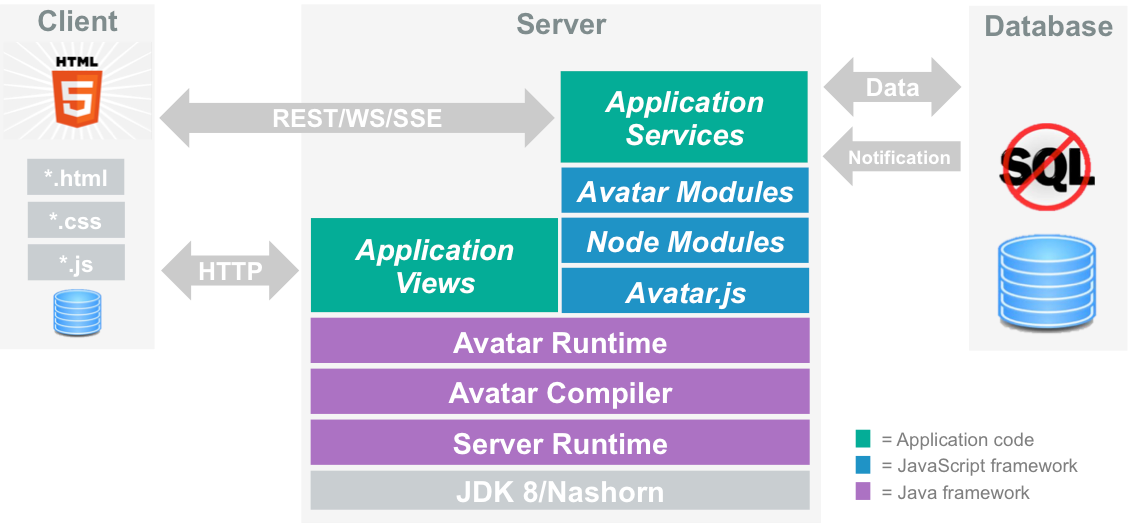 Client
HTML
5
*.html
*.css
*.js
REST/WS/SSE
HTTP
Server
Application
Services
Avatar Modules
Node Modules
Avatar.js
Application
Views
Avatar Runtime
Avatar Compiler
Server Runtime
JDK 8/Nashorn
Data
Notification
Database
SQL
= Application code
= JavaScript framework
= Java framework